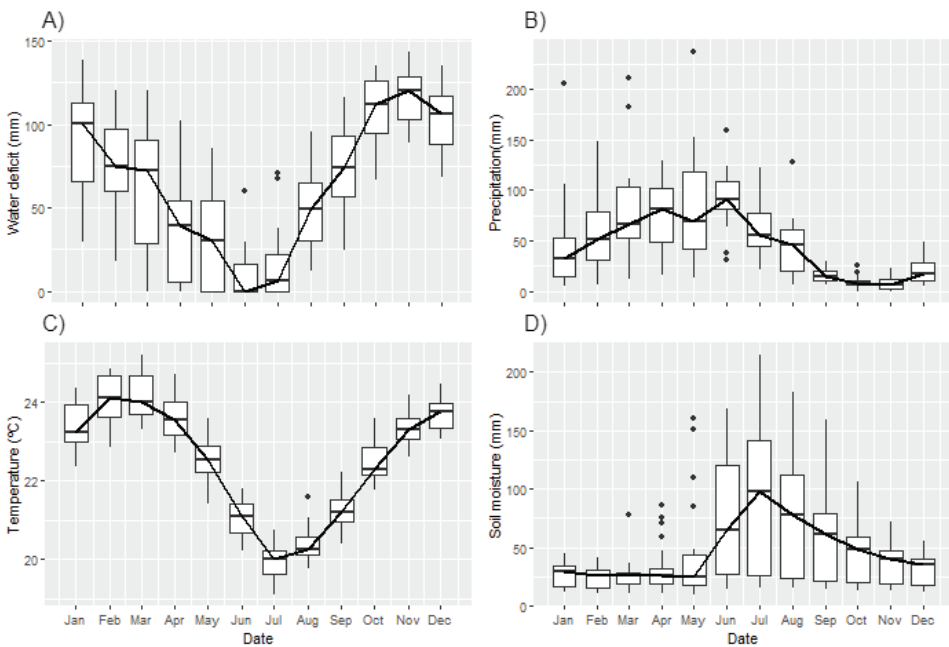 A)
B)
Water deficit (mm)
150
100
50
0
Precipitation(mm)
200
150
100
50
0
C)
D)
Temperature (ºC)
24
22
20
Jan Feb Mar Apr May Jun Jul Aug Sep Oct Nov Dec
Date
Soil moisture (mm)
200
150
100
50
0
Jan Feb Mar Apr May Jun Jul Aug Sep Oct Nov Dec
Date